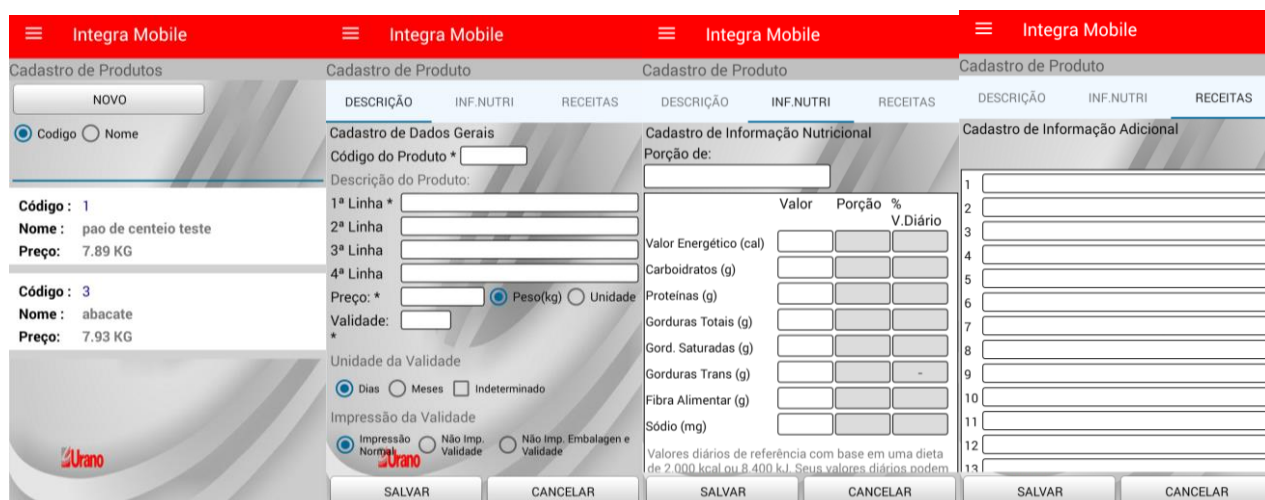 Integra Mobile
Cadastro de Produtos
NOVO
Codigo Nome
Código : 1
Nome : pao de centeio teste
Preço: 7.89 KG
Código : 3
Nome : abacate
Preço: 7.93 KG
Urano
Integra Mobile
Cadastro de Produto
DESCRIÇÃO INF.NUTRI RECEITAS
Cadastro de Dados Gerais
Código do Produto *
Descrição do Produto:
1ª Linha *
2ª Linha
3ª Linha
4ª Linha
Preço: * Peso(kg) Unidade
Validade:
*
Unidade da Validade
Dias Meses Indeterminado
Impressão da Validade
Impressão Normal Não Imp. Validade Não Imp. Embalagen e Validade
Urano
SALVAR CANCELAR
Integra Mobile
Cadastro de Produto
DESCRIÇÃO INF.NUTRI RECEITAS
Cadastro de Informação Nutricional
Porção de:
Valor Porção % V.Diário
Valor Energético (cal)
Carboidratos (g)
Proteínas (g)
Gorduras Totais (g)
Gord. Saturadas (g)
Gorduras Trans (g) -
Fibra Alimentar (g)
Sódio (mg)
Valores diários de referência com base em uma dieta
de 2.000 kcal ou 8.400 kJ. Seus valores diários podem
SALVAR CANCELAR
Integra Mobile
Cadastro de Produto
DESCRIÇÃO INF.NUTRI RECEITAS
Cadastro de Informação Adicional
1
2
3
4
5
6
7
8
9
10
11
12
13
SALVAR CANCELAR